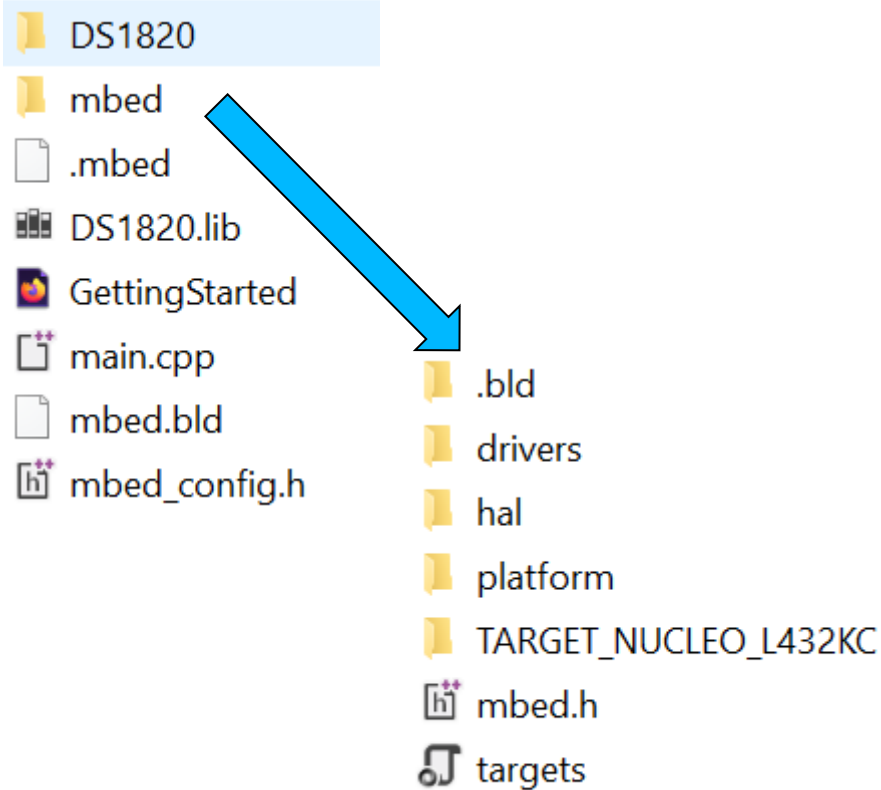 DS1820
mbed
.mbed
DS1820.lib
GettingStarted
main.cpp
mbed.bld
mbed_config.h
.bld
drivers
hal
platform
TARGET_NUCLEO_L432KC
mbed.h
targets